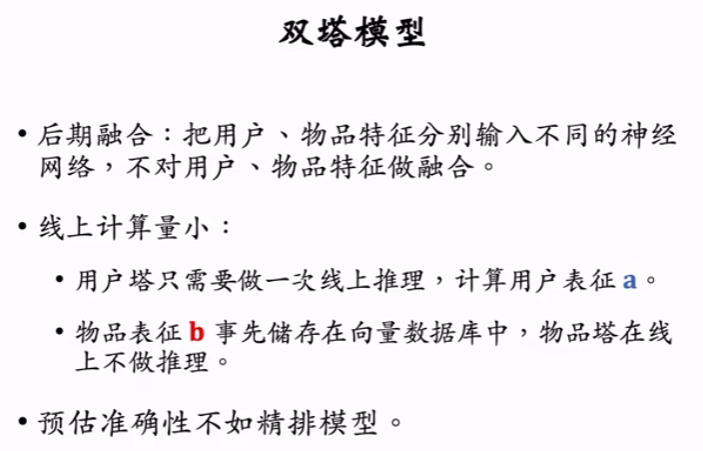 双塔模型
• 后期融合：把用户、物品特征分别输入不同的神经
网络，不对用户、物品特征做融合。
• 线上计算量小：
• 用户塔只需要做一次线上推理，计算用户表征 a。
• 物品表征 b 事先储存在向量数据库中，物品塔在线
上不做推理。
• 预估准确性不如精排模型。